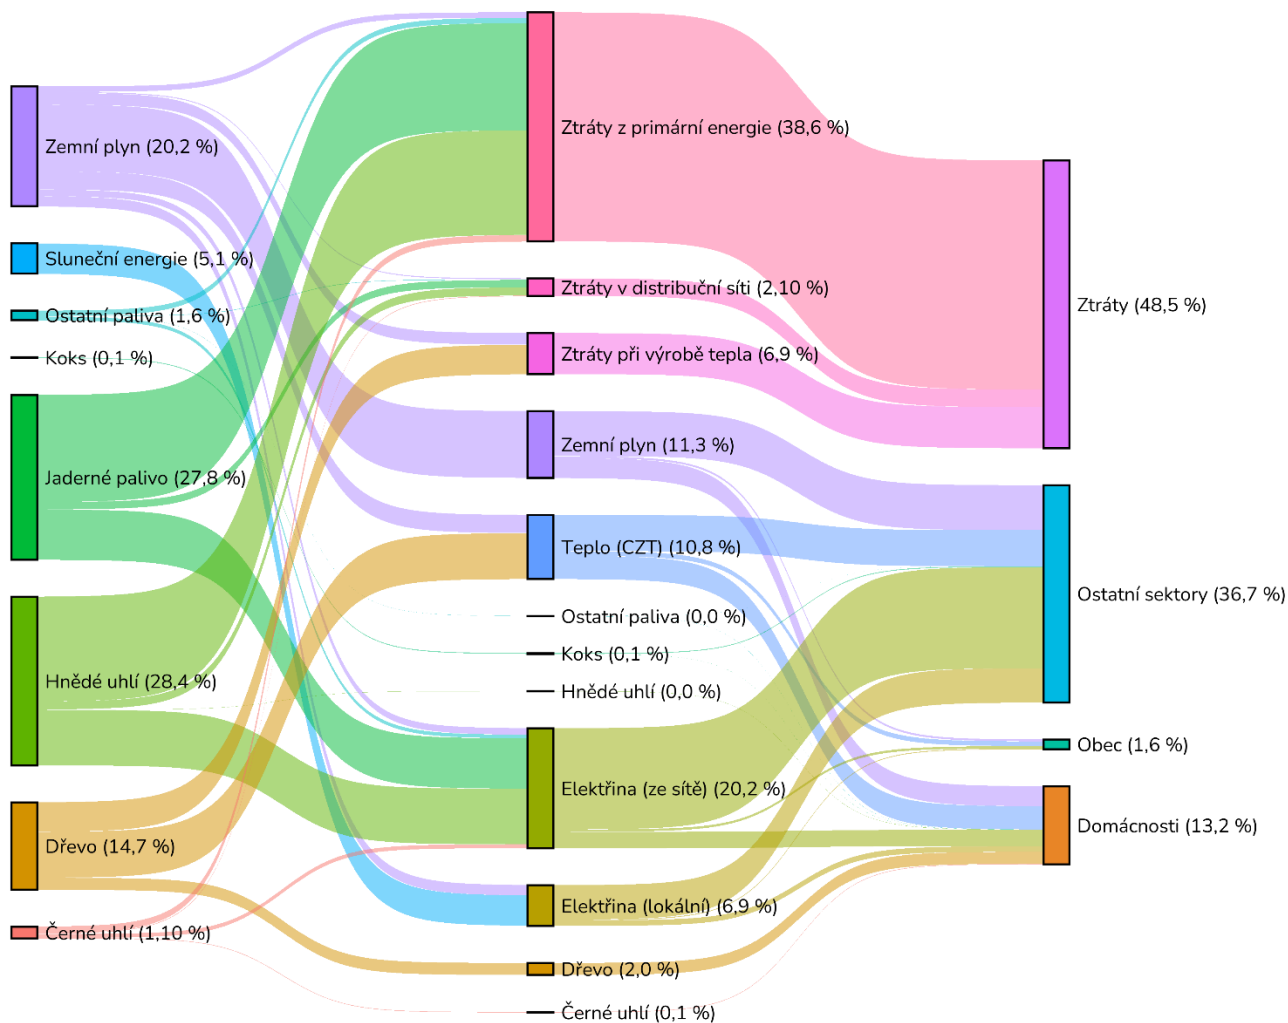 Zemní plyn (20,2 %)
Sluneční energie (5,1 %)
Ostatní paliva (1,6 %)
Koks (0,1 %)
Jaderné palivo (27,8 %)
Hnědé uhlí (28,4 %)
Dřevo (14,7 %)
Černé uhlí (1,10 %)
Ztráty z primární energie (38,6 %)
Ztráty v distribuční síti (2,10 %)
Ztráty při výrobě tepla (6,9 %)
Zemní plyn (11,3 %)
Teplo (CZT) (10,8 %)
Ostatní paliva (0,0 %)
Koks (0,1 %)
Hnědé uhlí (0,0 %)
Elektřina (ze sítě) (20,2 %)
Elektřina (lokální) (6,9 %)
Dřevo (2,0 %)
Černé uhlí (0,1 %)
Ztráty (48,5 %)
Ostatní sektory (36,7 %)
Obec (1,6 %)
Domácnosti (13,2 %)